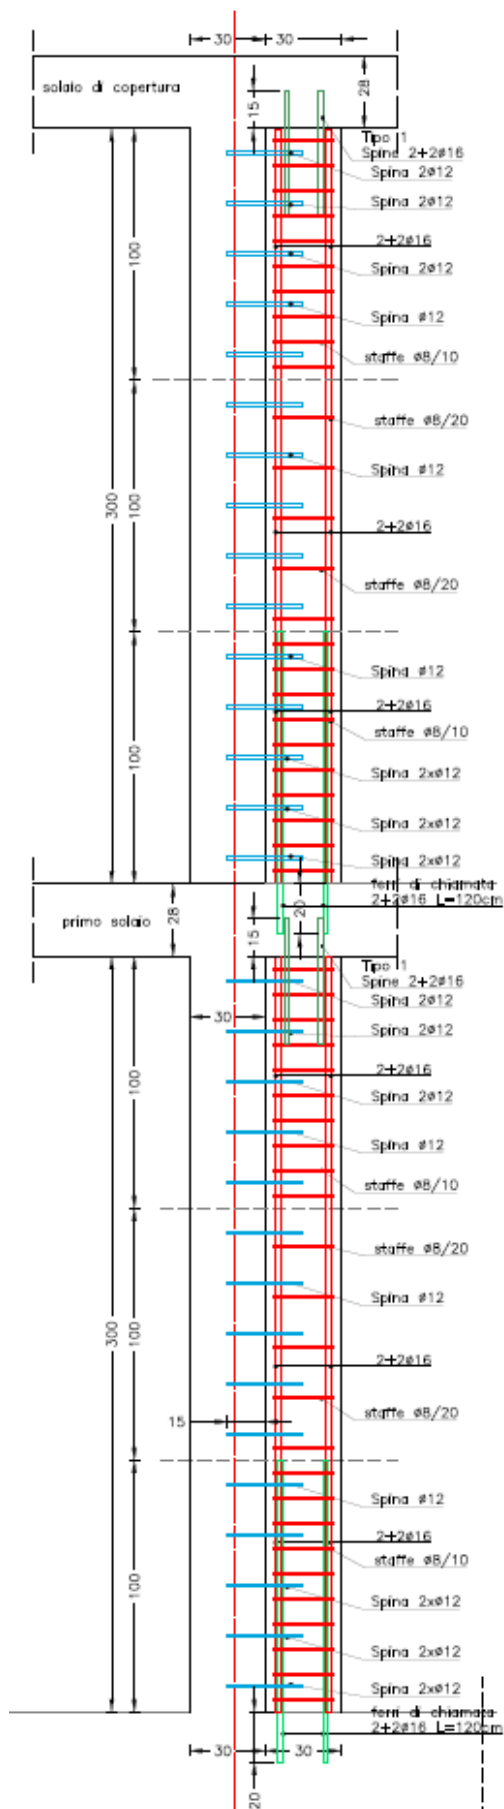 30
30
solaio di copertura
15
28
Tipo 1
Spine 2+2ø16
Spina 2ø12
Spina 2ø12
2+2ø16
Spina 2ø12
100
Spina ø12
staffe ø8/10
staffe ø8/20
Spina ø12
300
100
2+2ø16
staffe ø8/20
Spina ø12
2+2ø16
staffe ø8/10
100
Spina 2xø12
Spina 2xø12
Spina 2xø12
ferri di chiamata
2+2ø16 L=120cm
primo solaio
28
15
20
Tipo 1
Spine 2+2ø16
Spina 2ø12
30
Spina 2ø12
2+2ø16
100
Spina 2ø12
Spina ø12
staffe ø8/10
staffe ø8/20
Spina ø12
300
100
2+2ø16
15
staffe ø8/20
Spina ø12
2+2ø16
staffe ø8/10
100
Spina 2xø12
Spina 2xø12
Spina 2xø12
ferri di chiamata
2+2ø16 L=120cm
30
30
20